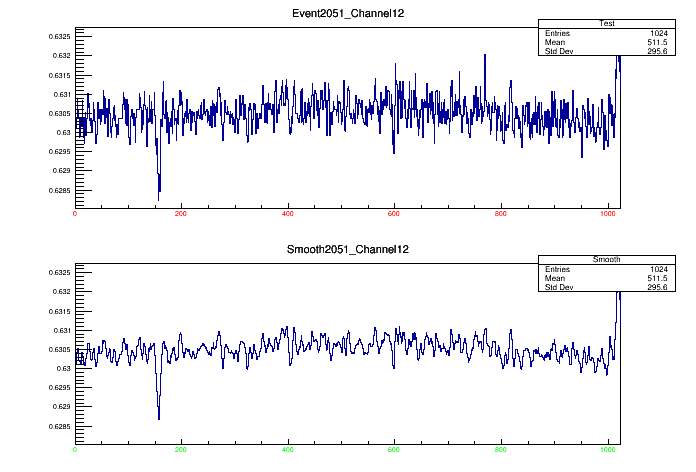 Event2051_Channel12
Test
Entries 1024
Mean 511.5
Std Dev 295.6
0.6325
0.632
0.6315
0.631
0.6305
0.63
0.6295
0.629
0.6285
0 200 400 600 800 1000
Smooth2051_Channel12
Smooth
Entries 1024
Mean 511.5
Std Dev 295.6
0.6325
0.632
0.6315
0.631
0.6305
0.63
0.6295
0.629
0.6285
0 200 400 600 800 1000